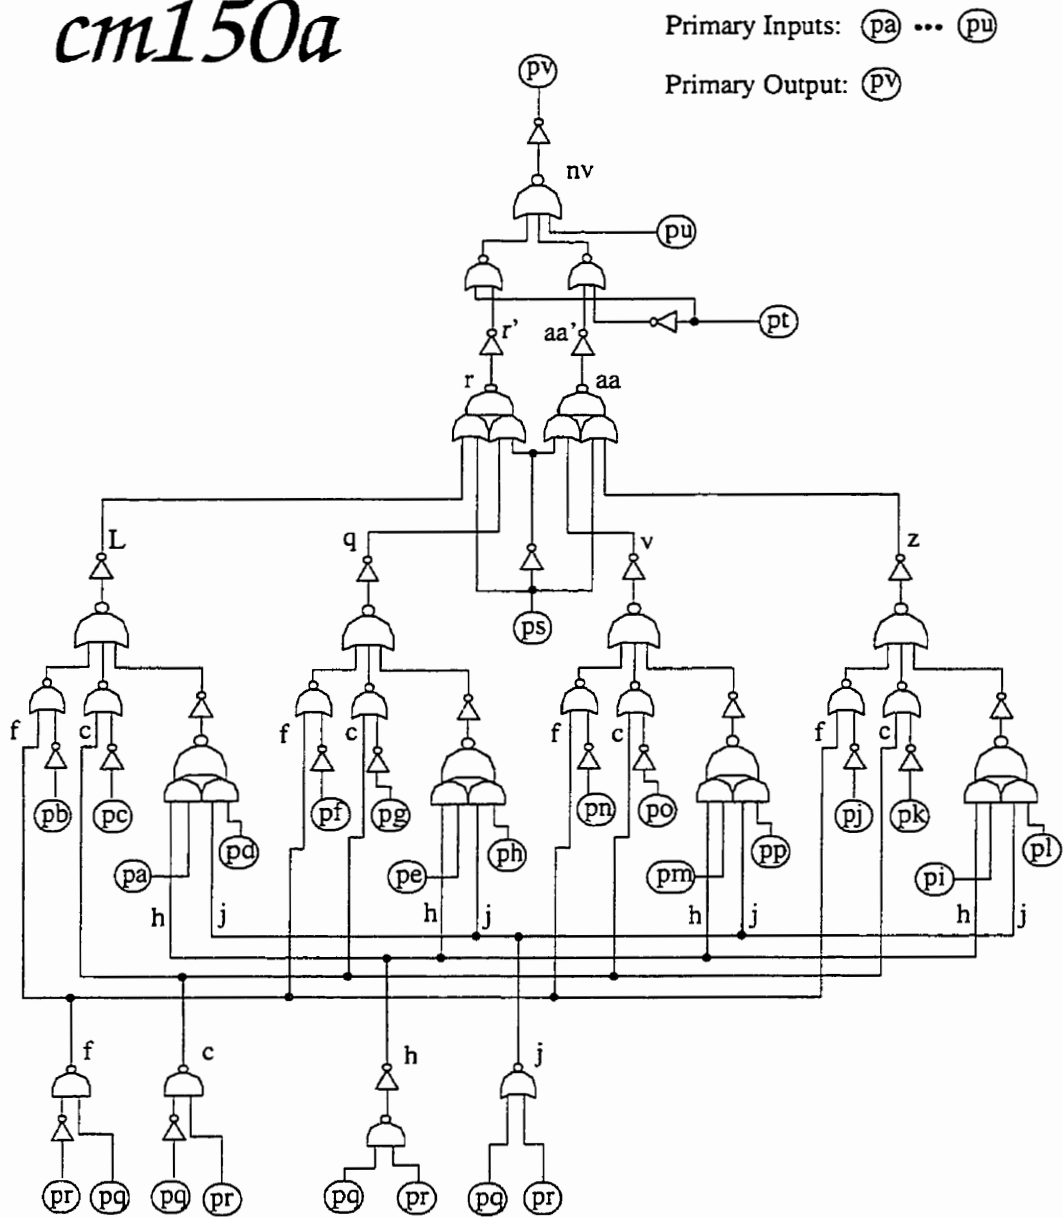 cm150a
Primary Inputs: pa ••• pu
Primary Output: pv
pv
nv
pu
pt
r' aa'
r aa
L q v z
ps
f c f c f c f c
pb pc pf pg pn po pj pk
pd ph pp pl
pa pe pm pi
h j h j h j h j
f c h j
pr pq pq pr pq pr pq pr